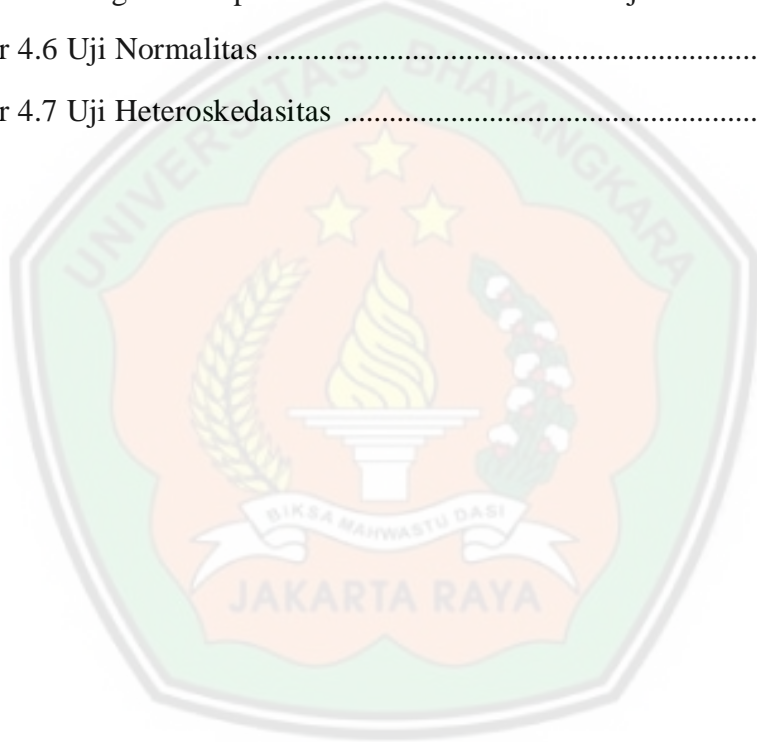 r 4.6 Uji Normalitas ................................................................
r 4.7 Uji Heteroskedasitas ......................................................
UNIVERSITAS BHAYANGKARA
BIKSA MAHWASTU DASI
JAKARTA RAYA